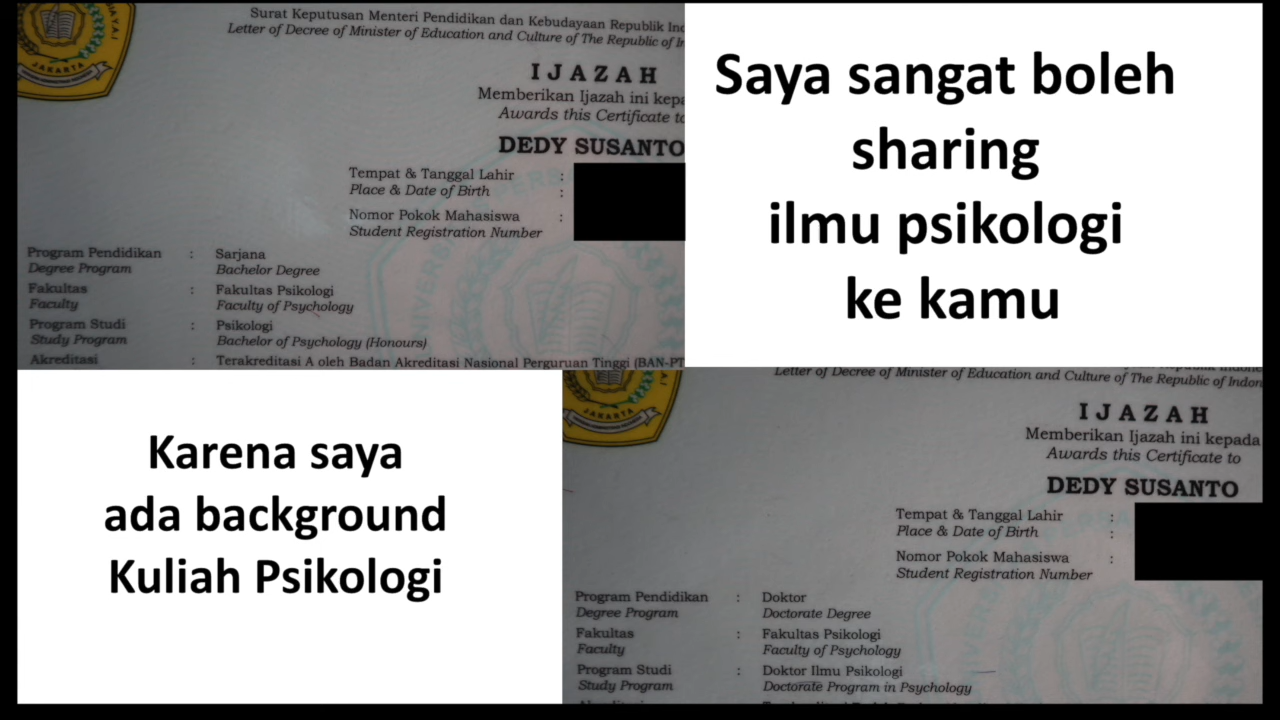 JAYA
JAKARTA
Surat Keputusan Menteri Pendidikan dan Kebudayaan Republik
Letter of Decree of Minister of Education and Culture of The Republic of
IJAZAH
Memberikan Ijazah ini
Awards this Certificate to
DEDY SUSANTO
Tempat & Tanggal Lahir :
Place & Date of Birth :
Nomor Pokok Mahasiswa :
Student Registration Number
Program Pendidikan : Sarjana
Degree Program Bachelor Degree
Fakultas : Fakultas Psikologi
Faculty Faculty of Psychology
Program Studi : Psikologi
Study Program Bachelor of Psychology (Honours)
Akreditasi : Terakreditasi A oleh Badan Akreditasi Nasional Perguruan Tinggi (BAN-PT
Saya sangat boleh
sharing
ilmu psikologi
ke kamu
Karena saya
ada background
Kuliah Psikologi
JAKARTA
Letter of Decree of Minister of Education and Culture of The Republic of Indon
IJAZAH
Memberikan Ijazah ini kepada
Awards this Certificate to
DEDY SUSANTO
Tempat & Tanggal Lahir :
Place & Date of Birth :
Nomor Pokok Mahasiswa :
Student Registration Number
Program Pendidikan : Doktor
Degree Program Doctorate Degree
Fakultas : Fakultas Psikologi
Faculty Faculty of Psychology
Program Studi : Doktor Ilmu Psikologi
Study Program Doctorate Program in Psychology